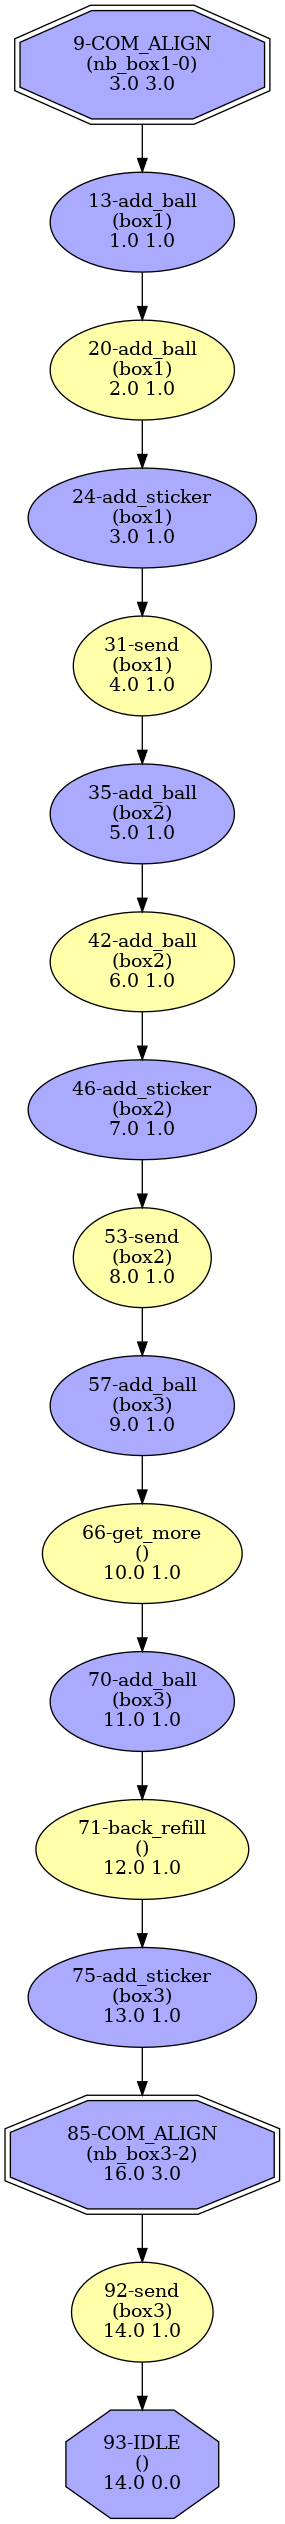 9-COM_ALIGN
(nb_box1-0)
3.0 3.0
13-add_ball
(box1)
1.0 1.0
20-add_ball
(box1)
2.0 1.0
24-add_sticker
(box1)
3.0 1.0
31-send
(box1)
4.0 1.0
35-add_ball
(box2)
5.0 1.0
42-add_ball
(box2)
6.0 1.0
46-add_sticker
(box2)
7.0 1.0
53-send
(box2)
8.0 1.0
57-add_ball
(box3)
9.0 1.0
66-get_more
()
10.0 1.0
70-add_ball
(box3)
11.0 1.0
71-back_refill
()
12.0 1.0
75-add_sticker
(box3)
13.0 1.0
85-COM_ALIGN
(nb_box3-2)
16.0 3.0
92-send
(box3)
14.0 1.0
93-IDLE
()
14.0 0.0